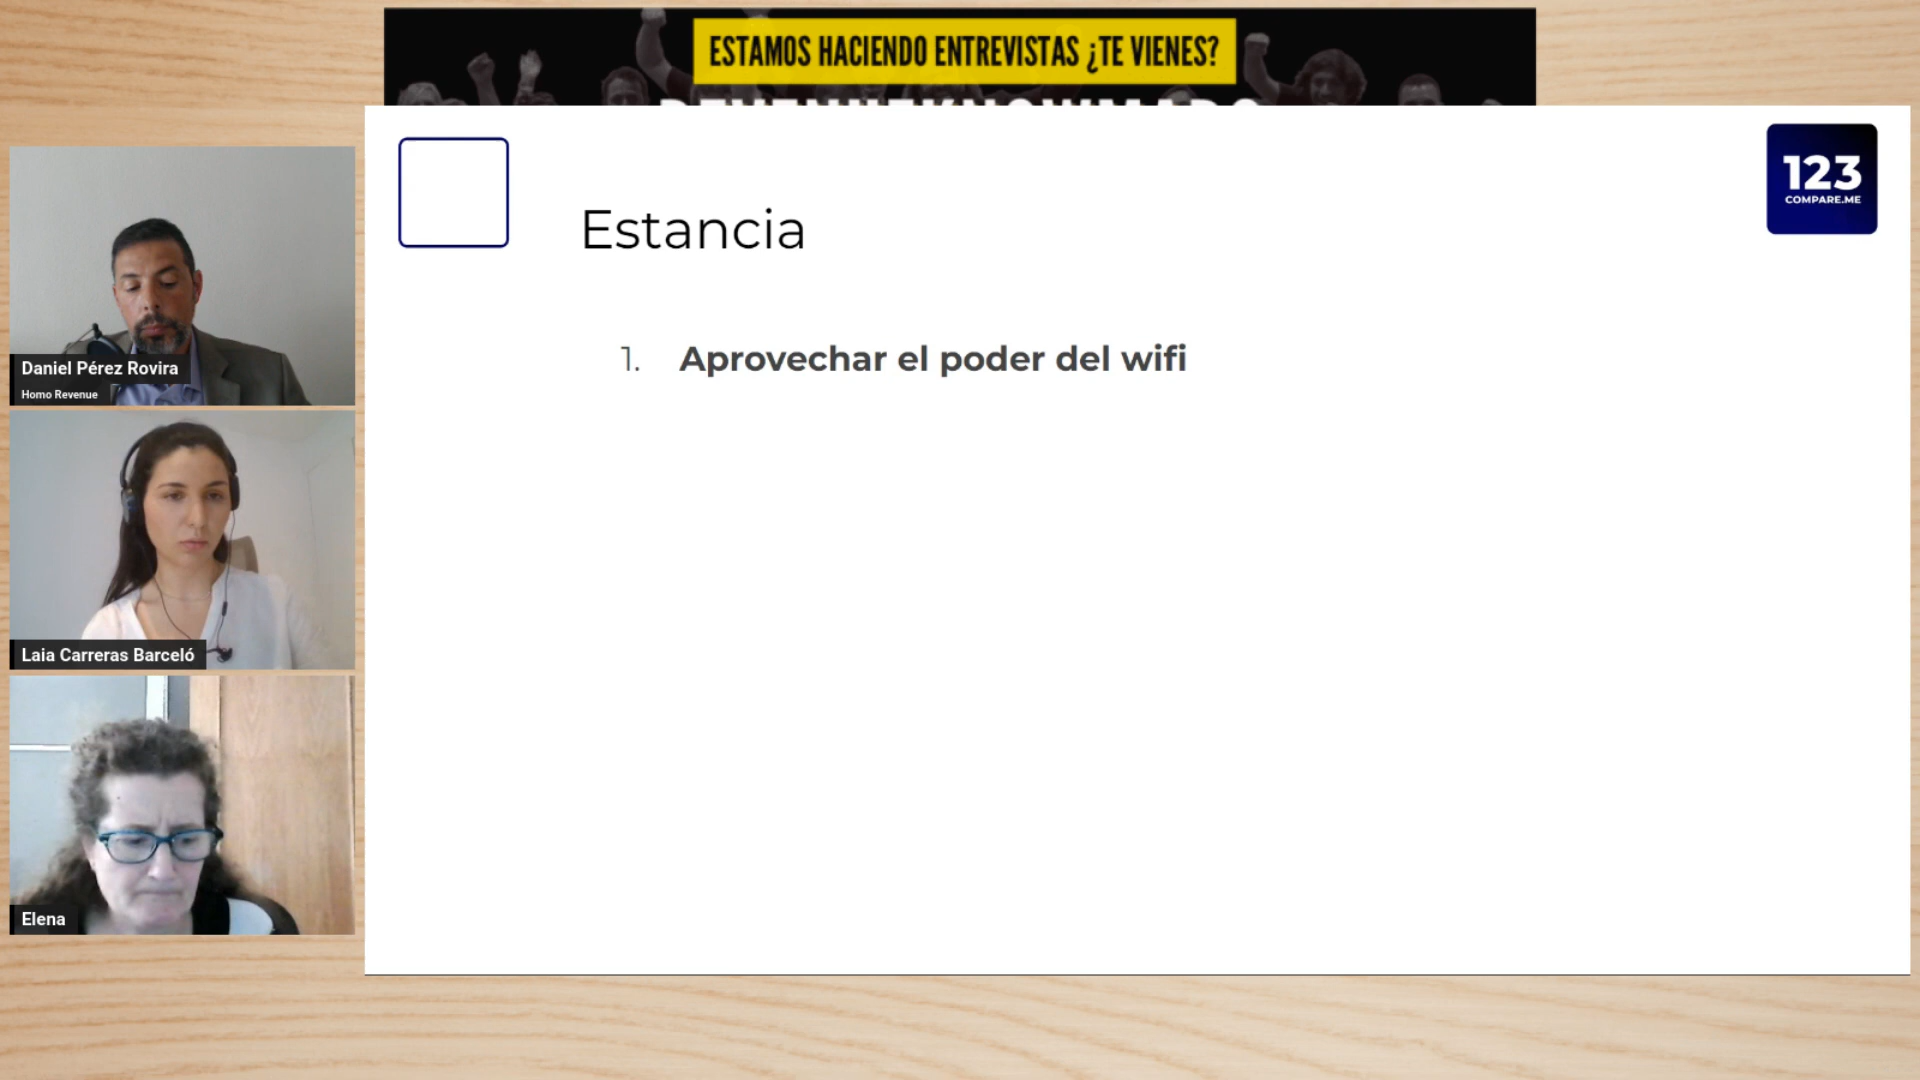 ESTAMOS HACIENDO ENTREVISTAS ¿TE VIENES?
123
COMPARE.ME
Estancia
1. Aprovechar el poder del wifi
Daniel Pérez Rovira
Homo Revenue
Laia Carreras Barceló
Elena